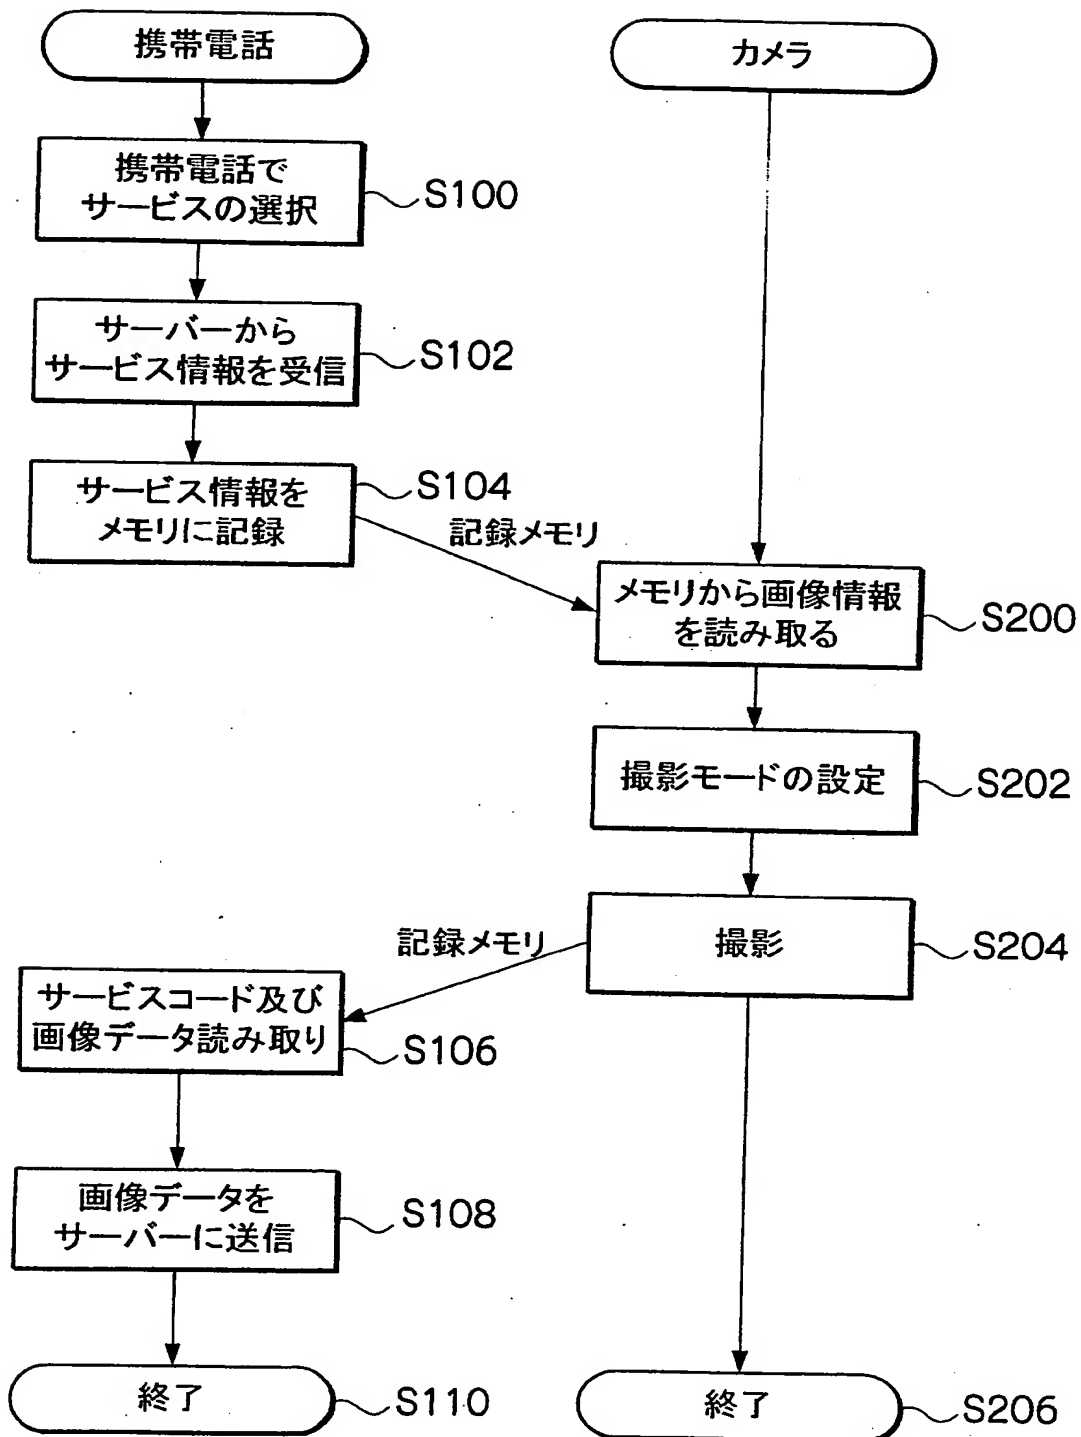 携帯電話
携帯電話で
サービスの選択
S100
サーバーから
サービス情報を受信
S102
サービス情報を
メモリに記録
S104
記録メモリ
カメラ
メモリから画像情報
を読み取る
S200
撮影モードの設定
S202
撮影
S204
記録メモリ
サービスコード及び
画像データ読み取り
S106
画像データを
サーバーに送信
S108
終了
S110
終了
S206